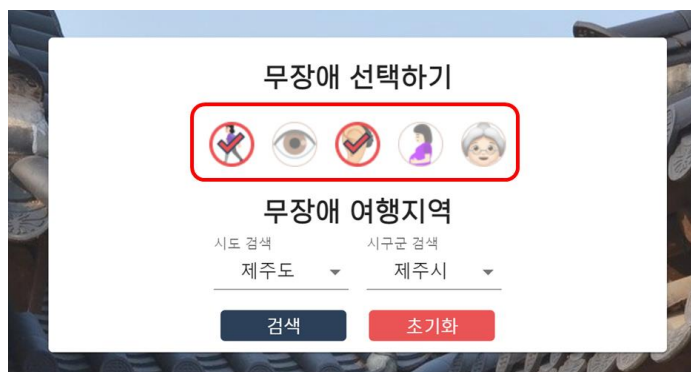 무장애 선택하기
무장애 여행지역
시도 검색 시구군 검색
제주도 제주시
검색 초기화